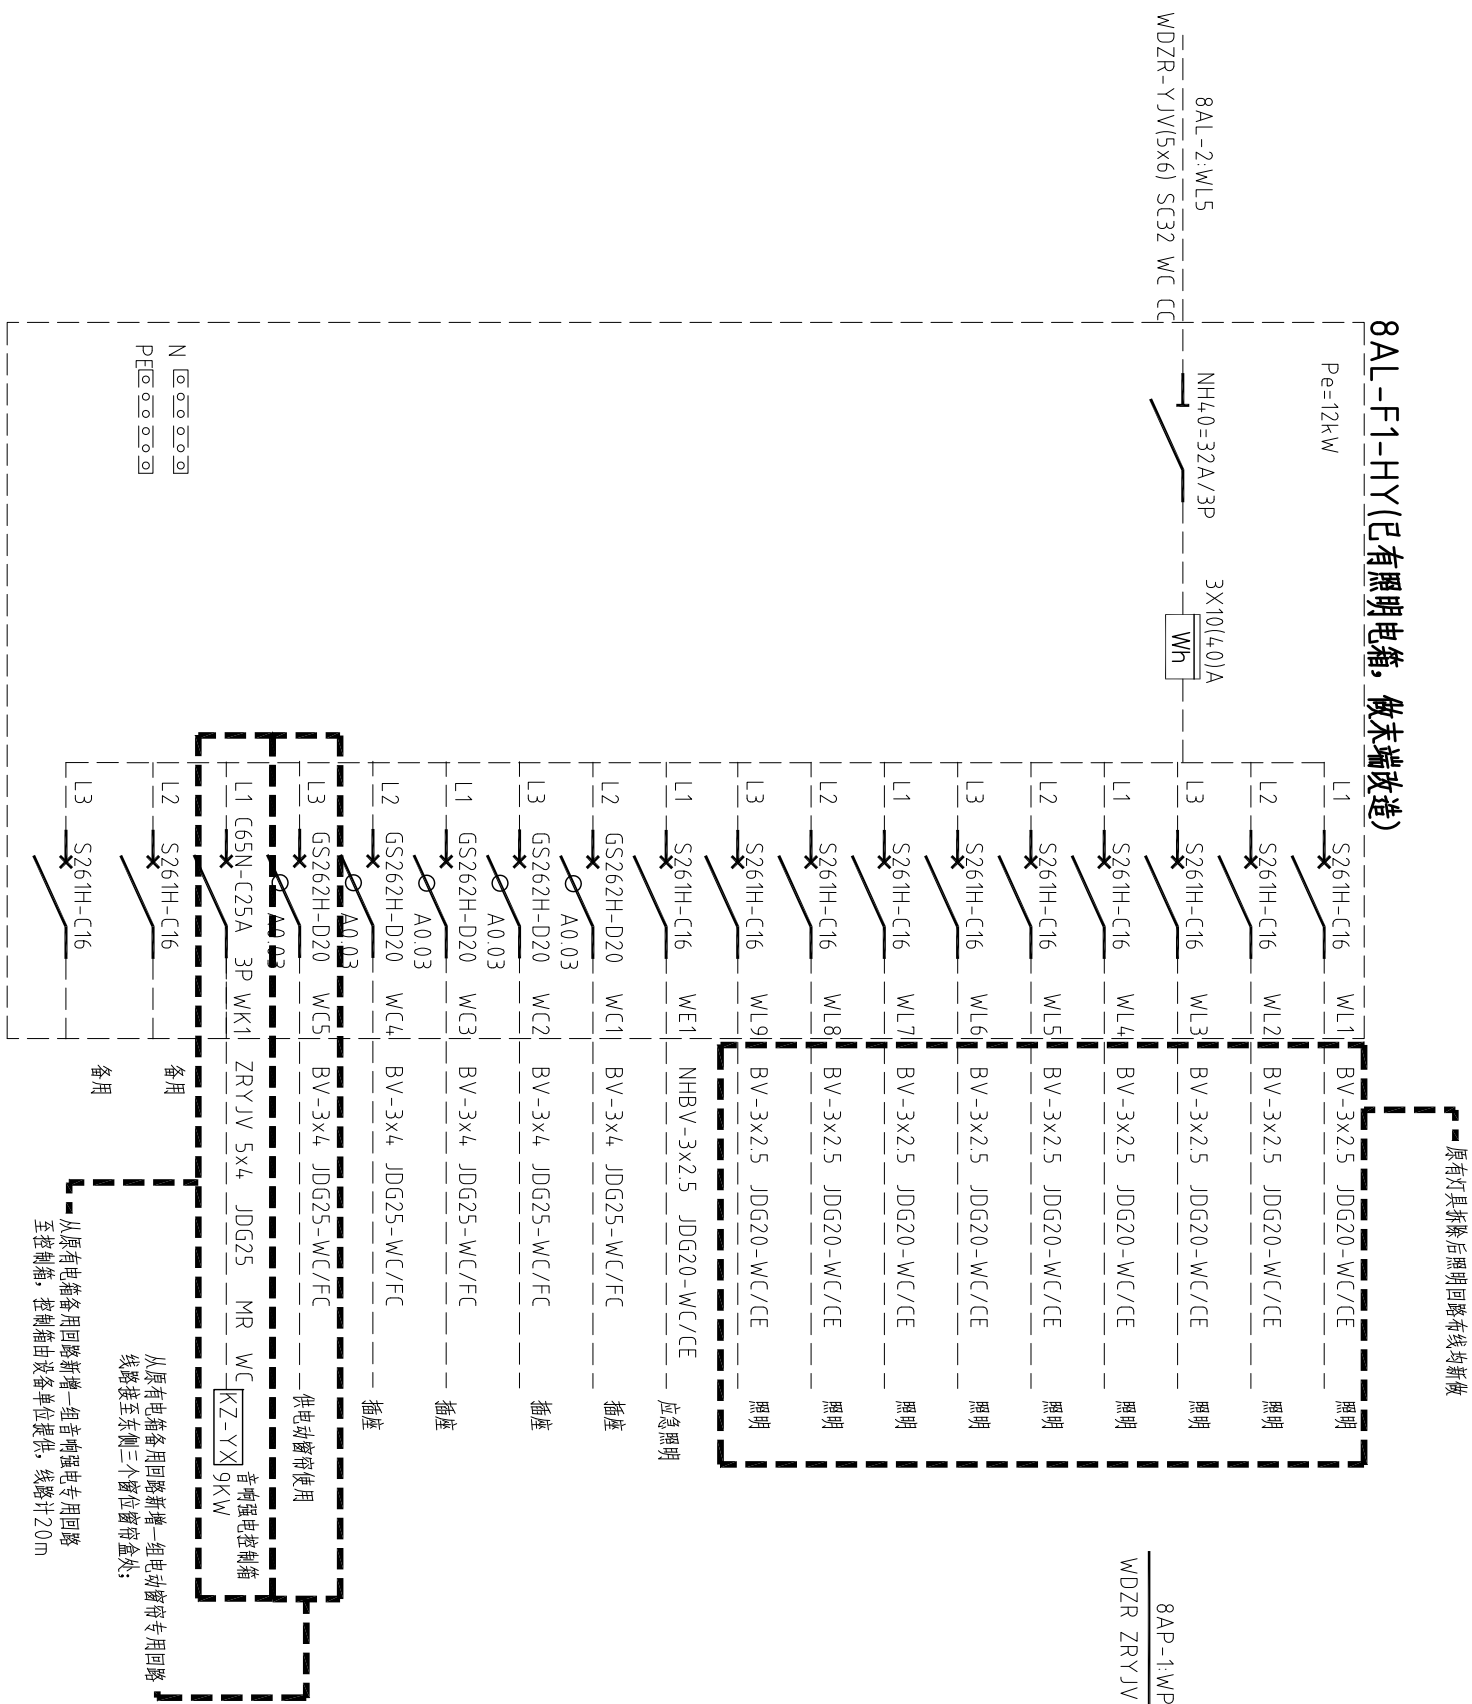 8AL-F1-HY(已有照明电箱，做末端改造)
Pe=12kW
8AL-2:WL5
WDZR-YJV(5x6) SC32 WC CC
NH40=32A/3P
3X10(40)A
Wh
N
PE
原有灯具拆除后照明回路布线均新做
L1 S261H-C16 WL1 BV-3x2.5 JDG20-WC/CE 照明
L2 S261H-C16 WL2 BV-3x2.5 JDG20-WC/CE 照明
L3 S261H-C16 WL3 BV-3x2.5 JDG20-WC/CE 照明
L1 S261H-C16 WL4 BV-3x2.5 JDG20-WC/CE 照明
L2 S261H-C16 WL5 BV-3x2.5 JDG20-WC/CE 照明
L3 S261H-C16 WL6 BV-3x2.5 JDG20-WC/CE 照明
L1 S261H-C16 WL7 BV-3x2.5 JDG20-WC/CE 照明
L2 S261H-C16 WL8 BV-3x2.5 JDG20-WC/CE 照明
L3 S261H-C16 WL9 BV-3x2.5 JDG20-WC/CE 照明
L1 S261H-C16 WE1 NHBV-3x2.5 JDG20-WC/CE 应急照明
L2 GS262H-D20 WC1 BV-3x4 JDG25-WC/FC 插座
A0.03
L3 GS262H-D20 WC2 BV-3x4 JDG25-WC/FC 插座
A0.03
L1 GS262H-D20 WC3 BV-3x4 JDG25-WC/FC 插座
A0.03
L2 GS262H-D20 WC4 BV-3x4 JDG25-WC/FC 插座
A0.03
L3 GS262H-D20 WC5 BV-3x4 JDG25-WC/FC 供电动窗帘使用
A0.03
L1 C65N-C25A 3P WK1 ZRYJV 5x4 JDG25 MR WC KZ-YX 音响强电控制箱
9KW
L2 S261H-C16 备用
L3 S261H-C16 备用
从原有电箱备用回路新增一组电动窗帘专用回路
线路接至东侧三个窗位窗帘盒处；
从原有电箱备用回路新增一组音响强电专用回路
至控制箱，控制箱由设备单位提供，线路计20m
8AP-1:WP
WDZR ZRYJV